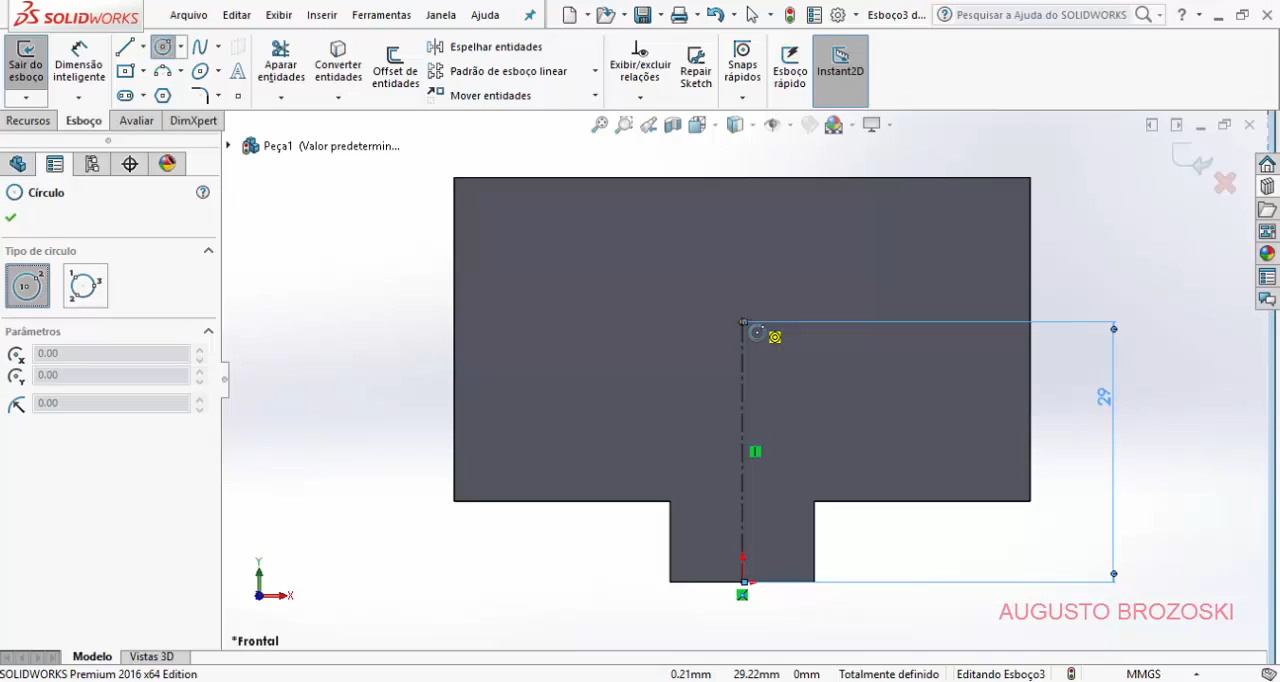 SOLIDWORKS
Arquivo
Editar
Exibir
Inserir
Ferramentas
Janela
Ajuda
Esboço3 d...
Pesquisar a Ajuda do SOLIDWORKS
?
Sair do esboço
Dimensão inteligente
Aparar entidades
Converter entidades
Offset de entidades
Espelhar entidades
Padrão de esboço linear
Mover entidades
Exibir/excluir relações
Repair Sketch
Snaps rápidos
Esboço rápido
Instant2D
Recursos
Esboço
Avaliar
DimXpert
Peça1 (Valor predetermin...
Círculo
Tipo de círculo
Parâmetros
0.00
0.00
0.00
29
Y
X
AUGUSTO BROZOSKI
*Frontal
Modelo
Vistas 3D
SOLIDWORKS Premium 2016 x64 Edition
0.21mm
29.22mm
0mm
Totalmente definido
Editando Esboço3
MMGS